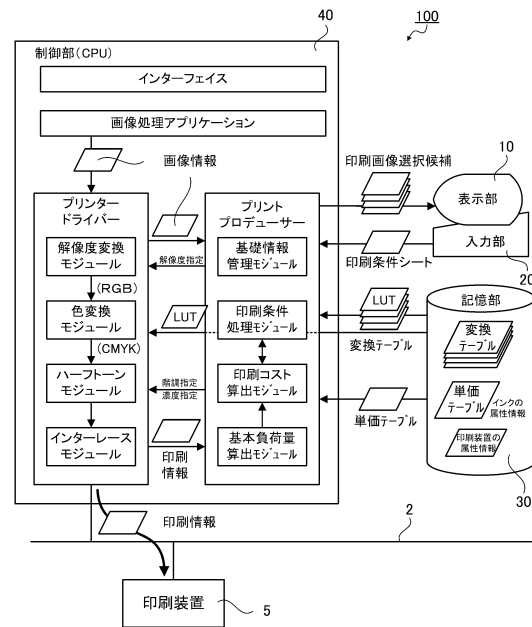 100
40
制御部(CPU)
インターフェイス
画像処理アプリケーション
画像情報
印刷画像選択候補
10
表示部
入力部
20
プリンター
ドライバー
プリント
プロデューサー
解像度変換
モジュール
基礎情報
管理モジュール
解像度指定
印刷条件シート
(RGB)
LUT
LUT
記憶部
色変換
モジュール
印刷条件
処理モジュール
変換テーブル
変換
テーブル
(CMYK)
ハーフトーン
モジュール
階調指定
濃度指定
印刷コスト
算出モジュール
単価テーブル
単価
テーブル
インクの
属性情報
インターレース
モジュール
印刷
情報
基本負荷量
算出モジュール
印刷装置の
属性情報
30
印刷情報
2
印刷装置
5